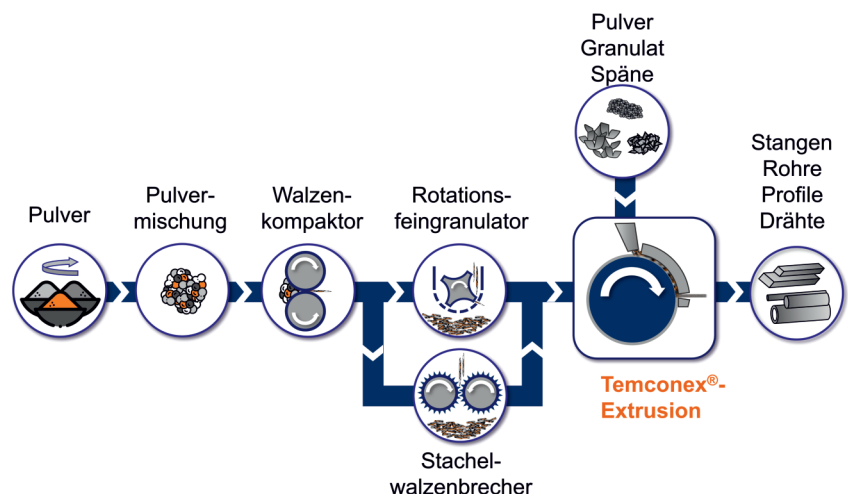 Pulver
Pulver-
mischung
Walzen-
kompaktor
Rotations-
feingranulator
Stachel-
walzenbrecher
Pulver
Granulat
Späne
Temconex®-
Extrusion
Stangen
Rohre
Profile
Drähte